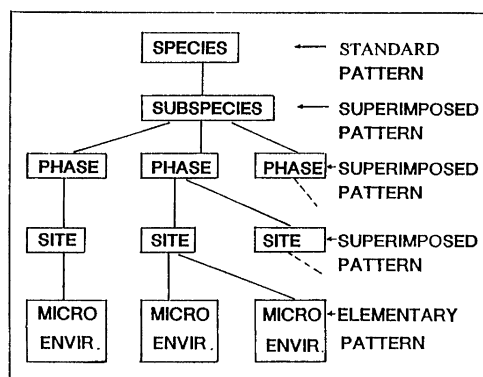 SPECIES
STANDARD
PATTERN
SUBSPECIES
SUPERIMPOSED
PATTERN
PHASE PHASE PHASE SUPERIMPOSED
PATTERN
SITE SITE SITE SUPERIMPOSED
PATTERN
MICRO MICRO MICRO ELEMENTARY
ENVIR. ENVIR. ENVIR. PATTERN